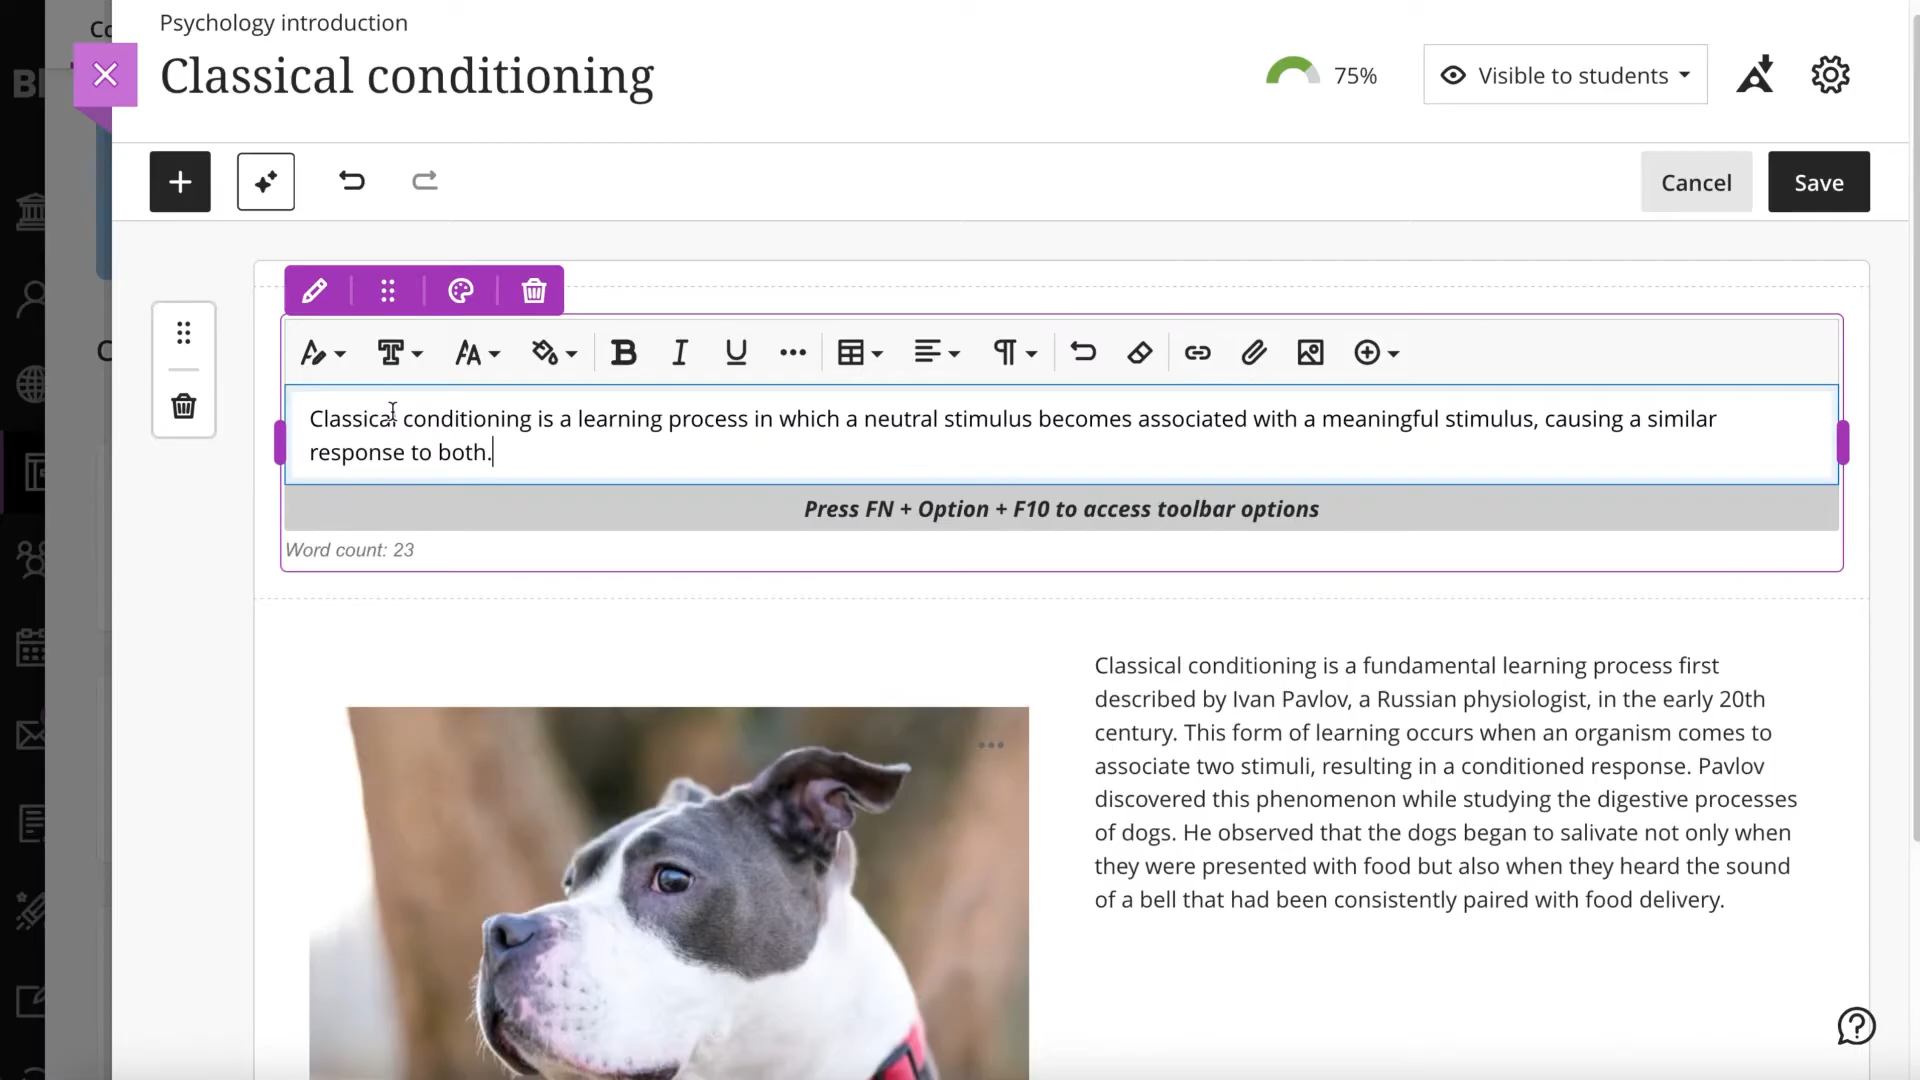 Psychology introduction
Classical conditioning
75%
Visible to students
Cancel
Save
Classical conditioning is a learning process in which a neutral stimulus becomes associated with a meaningful stimulus, causing a similar
response to both.
Press FN + Option + F10 to access toolbar options
Word count: 23
Classical conditioning is a fundamental learning process first
described by Ivan Pavlov, a Russian physiologist, in the early 20th
century. This form of learning occurs when an organism comes to
associate two stimuli, resulting in a conditioned response. Pavlov
discovered this phenomenon while studying the digestive processes
of dogs. He observed that the dogs began to salivate not only when
they were presented with food but also when they heard the sound
of a bell that had been consistently paired with food delivery.